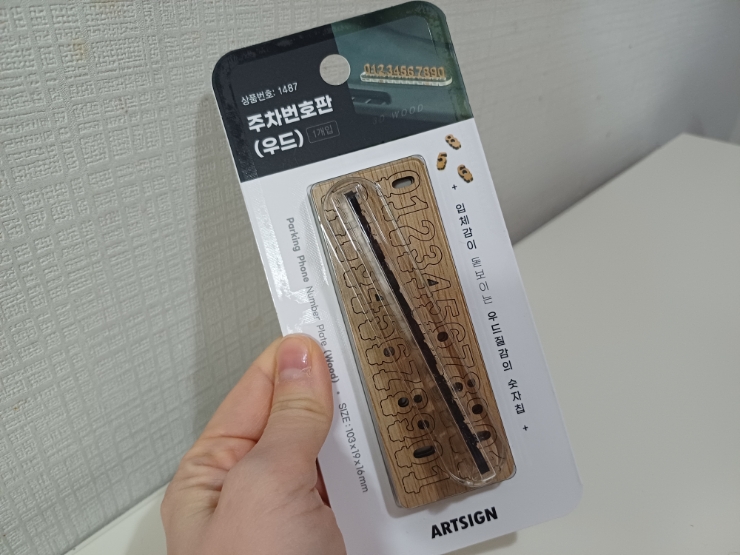 상품번호: 1487
주차번호판
(우드) 1개입
01234567890
WOOD
입체감이 돋보이는 우드질감의 숫자칩
Parking Phone Number Plate (Wood) • SIZE : 103x19x16mm
ARTSIGN